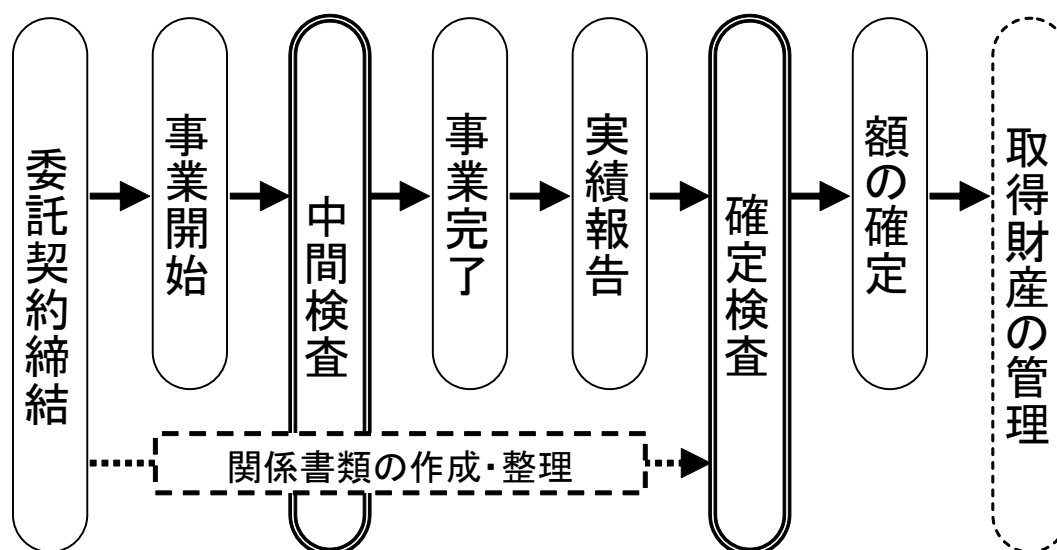 委託契約締結
事業開始
中間検査
事業完了
実績報告
確定検査
額の確定
取得財産の管理
関係書類の作成・整理